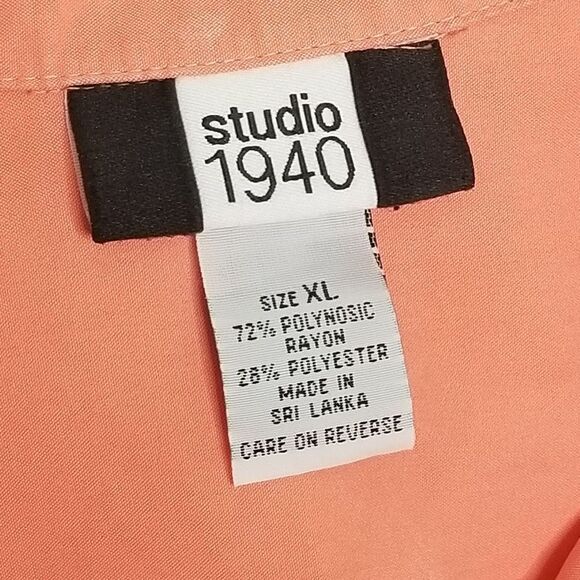 studio
1940
SIZE XL
72% POLYNOSIC
RAYON
28% POLYESTER
MADE IN
SRI LANKA
CARE ON REVERSE